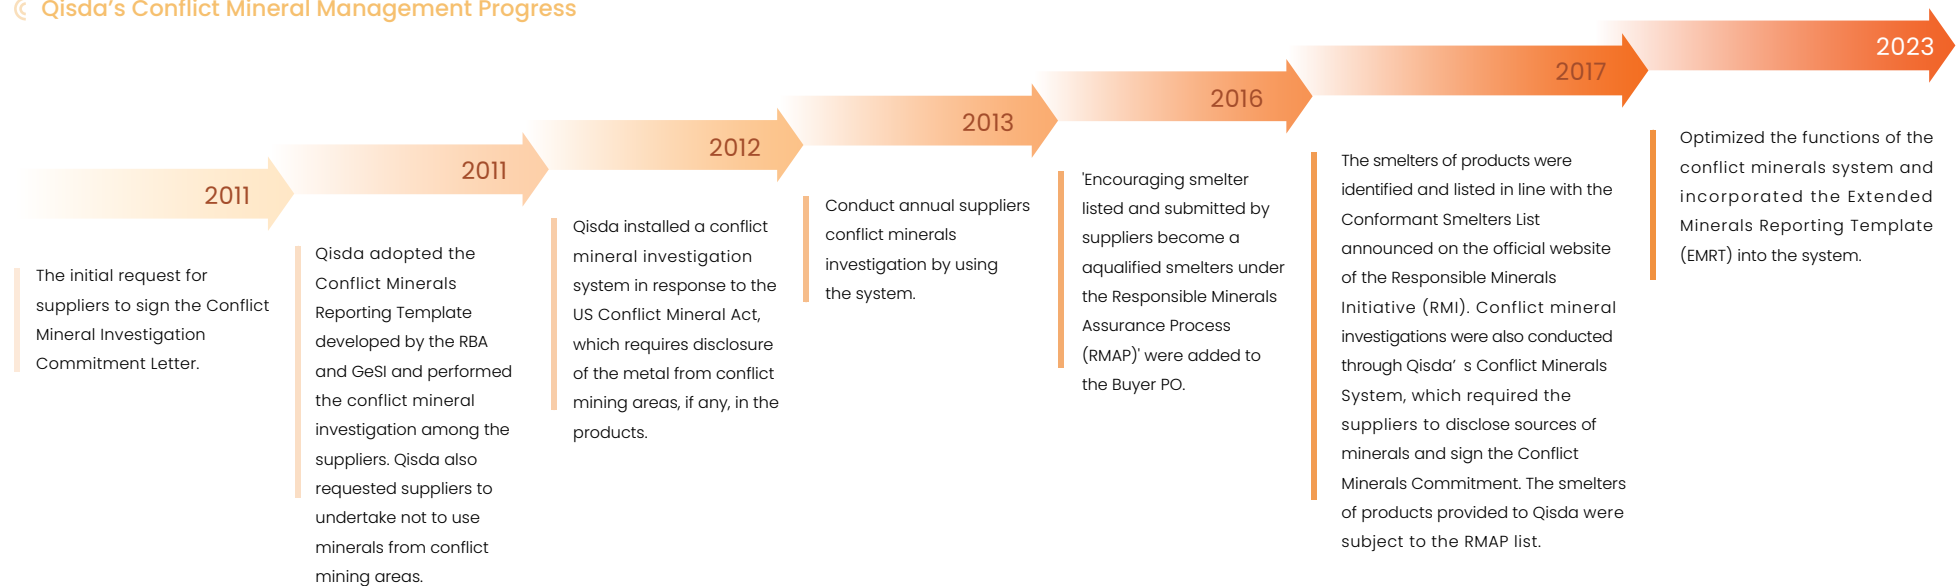 Qisda’s Conflict Mineral Management Progress
2011
The initial request for
suppliers to sign the Conflict
Mineral Investigation
Commitment Letter.
2011
Qisda adopted the
Conflict Minerals
Reporting Template
developed by the RBA
and GeSI and performed
the conflict mineral
investigation among the
suppliers. Qisda also
requested suppliers to
undertake not to use
minerals from conflict
mining areas.
2012
Qisda installed a conflict
mineral investigation
system in response to the
US Conflict Mineral Act,
which requires disclosure
of the metal from conflict
mining areas, if any, in the
products.
2013
Conduct annual suppliers
conflict minerals
investigation by using
the system.
2016
'Encouraging smelter
listed and submitted by
suppliers become a
aqualified smelters under
the Responsible Minerals
Assurance Process
(RMAP)' were added to
the Buyer PO.
2017
The smelters of products were
identified and listed in line with the
Conformant Smelters List
announced on the official website
of the Responsible Minerals
Initiative (RMI). Conflict mineral
investigations were also conducted
through Qisda’ s Conflict Minerals
System, which required the
suppliers to disclose sources of
minerals and sign the Conflict
Minerals Commitment. The smelters
of products provided to Qisda were
subject to the RMAP list.
2023
Optimized the functions of the
conflict minerals system and
incorporated the Extended
Minerals Reporting Template
(EMRT) into the system.